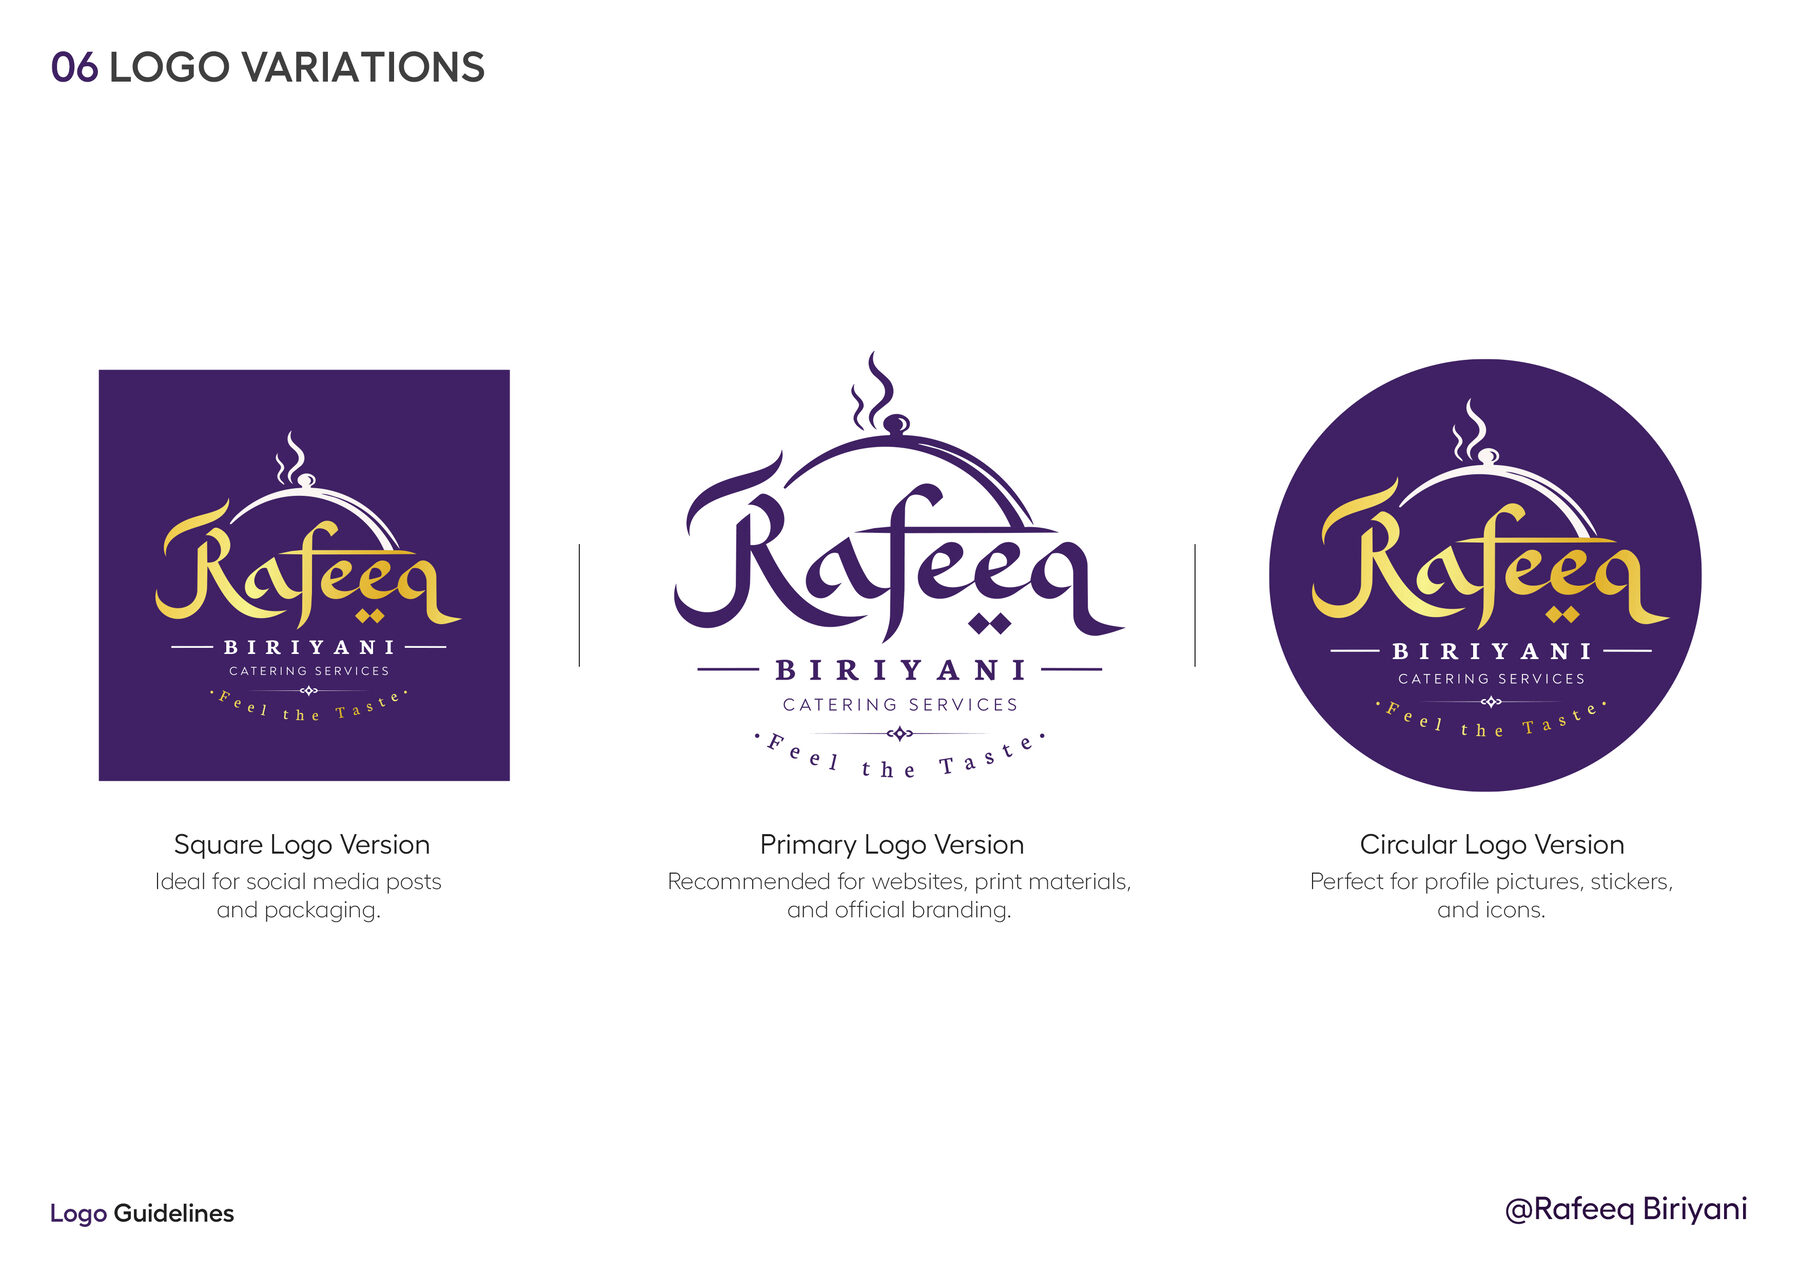 06 LOGO VARIATIONS
Rafeeq
BIRIYANI
CATERING SERVICES
• Feel the Taste •
Square Logo Version
Ideal for social media posts
and packaging.
Rafeeq
BIRIYANI
CATERING SERVICES
• Feel the Taste •
Primary Logo Version
Recommended for websites, print materials,
and official branding.
Rafeeq
BIRIYANI
CATERING SERVICES
• Feel the Taste •
Circular Logo Version
Perfect for profile pictures, stickers,
and icons.
Logo Guidelines
@Rafeeq Biriyani